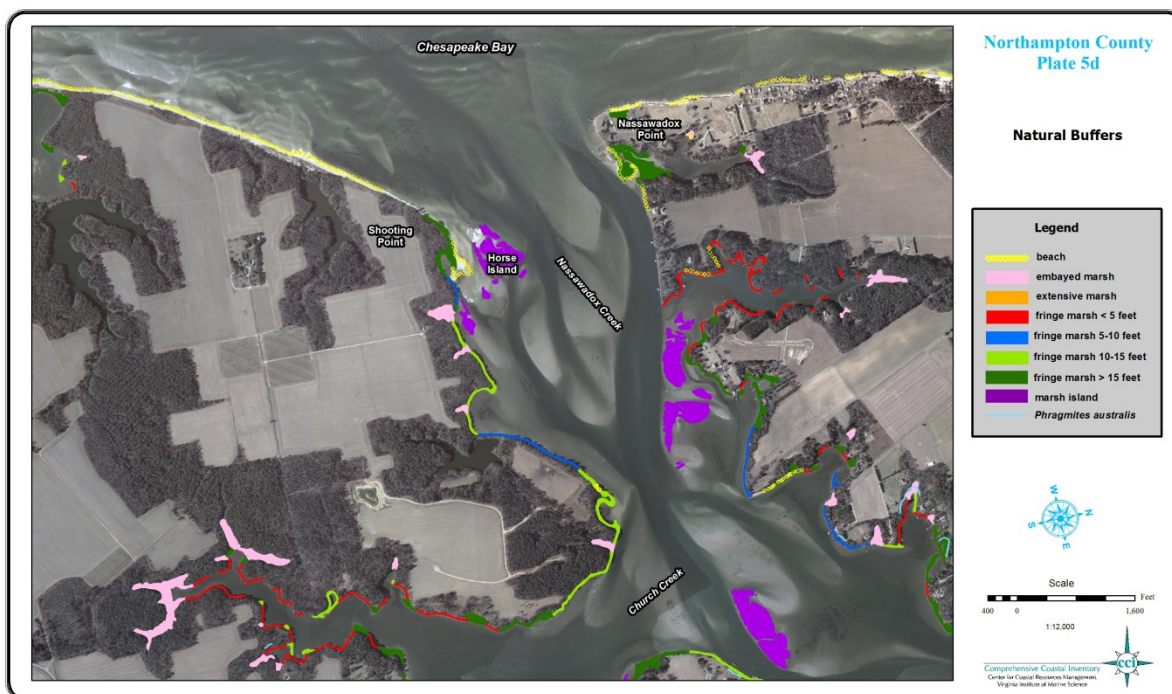 Chesapeake Bay
Nassawadox
Point
Shooting
Point
Horse
Island
Nassawadox Creek
Church Creek
Northampton County
Plate 5d
Natural Buffers
Legend
beach
embayed marsh
extensive marsh
fringe marsh < 5 feet
fringe marsh 5-10 feet
fringe marsh 10-15 feet
fringe marsh > 15 feet
marsh island
Phragmites australis
W
N
S
E
Scale
Feet
400 0 1,600
1:12,000
Comprehensive Coastal Inventory
Center for Coastal Resources Management,
Virginia Institute of Marine Science
cci